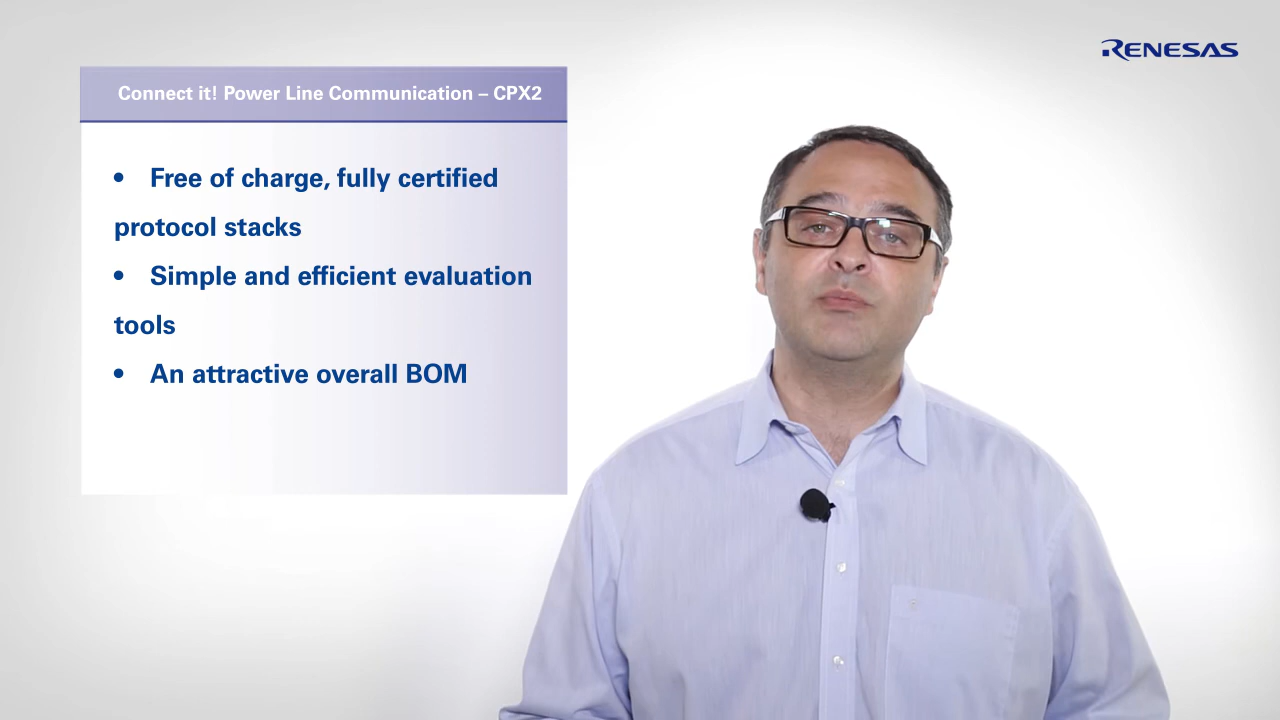 RENESAS
Connect it! Power Line Communication – CPX2
• Free of charge, fully certified
protocol stacks
• Simple and efficient evaluation
tools
• An attractive overall BOM